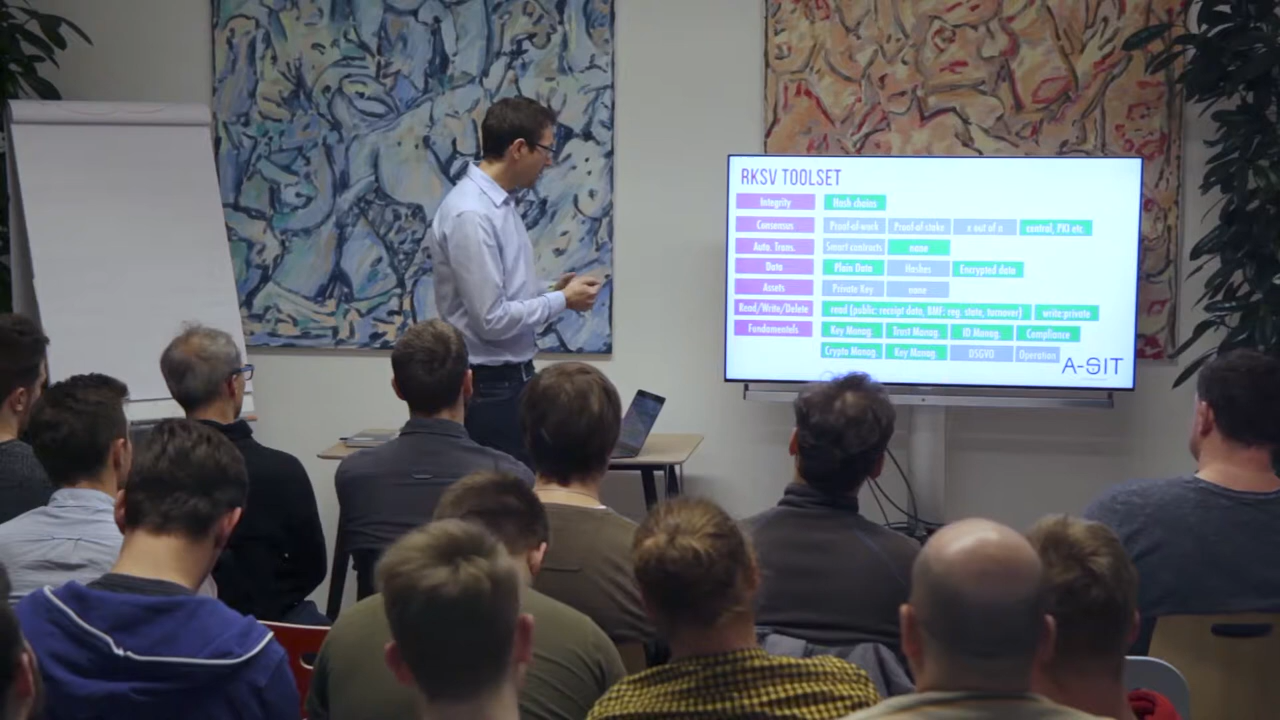 RKSV TOOLSET
Integrity Hash chains
Consensus Proof-of-work Proof-of-stake x out of n central, PKI etc.
Auto. Trans. Smart contracts none
Data Plain Data Hashes Encrypted data
Assets Private Key none
Read/Write/Delete read (public: receipt data, BMF: reg. state, turnover) write:private
Fundamentals Key Manag. Trust Manag. ID Manag. Compliance
Crypto Manag. Key Manag. DSGVO Operation
A-SIT